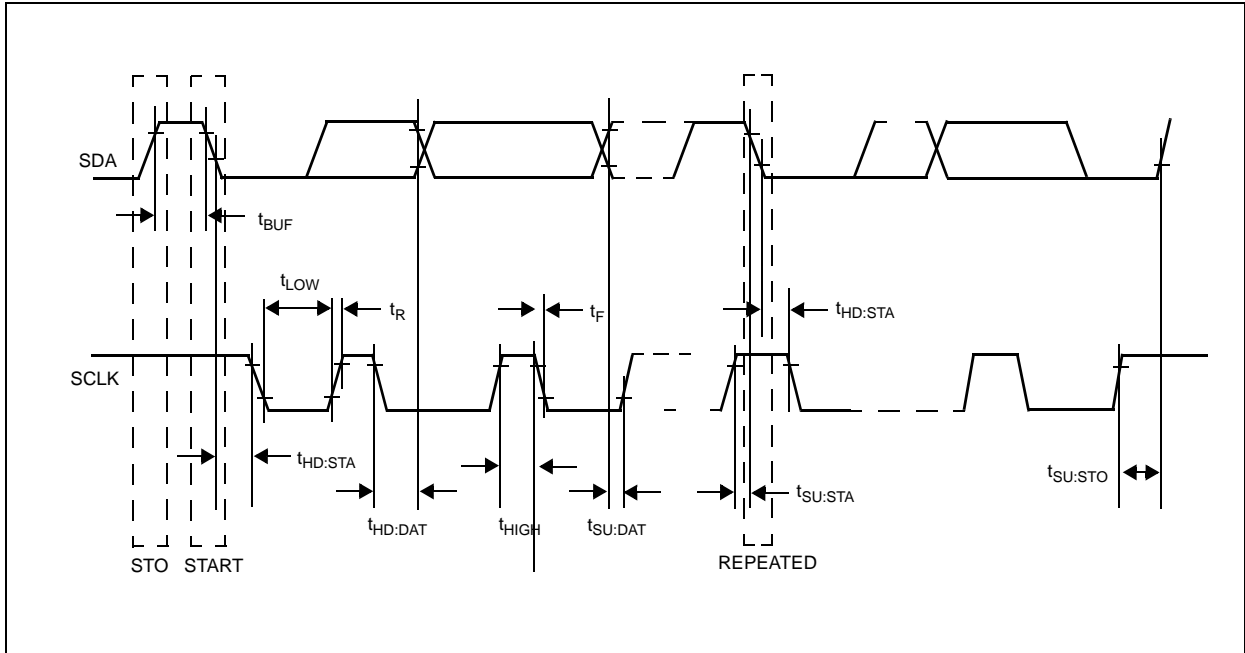 SDA
tBUF
tLOW
tR
tF
tHD:STA
SCLK
tHD:STA
tHD:DAT
tHIGH
tSU:DAT
tSU:STA
tSU:STO
STO
START
REPEATED